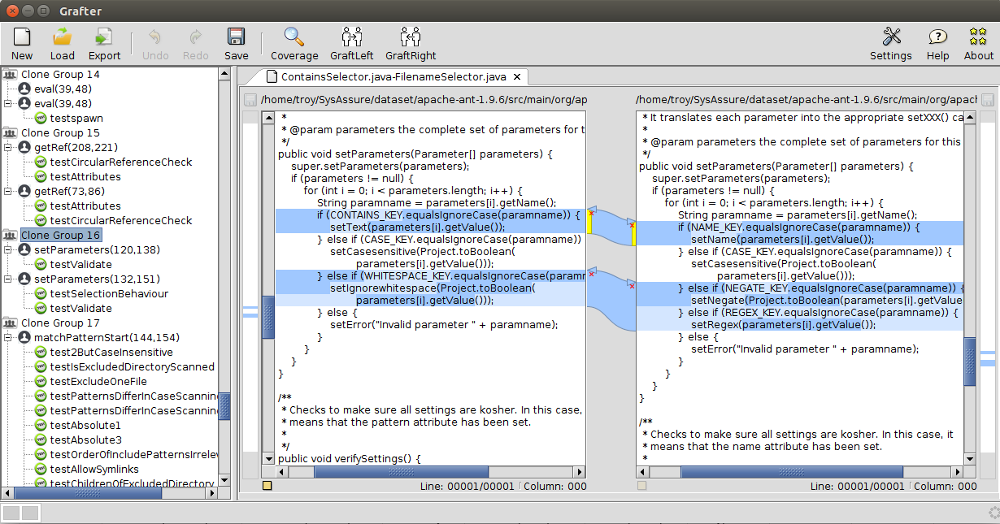 Grafter
New Load Export Undo Redo Save Coverage GraftLeft GraftRight Settings Help About
Clone Group 14
eval(39,48)
eval(39,48)
testspawn
Clone Group 15
getRef(208,221)
testCircularReferenceCheck
testAttributes
getRef(73,86)
testAttributes
testCircularReferenceCheck
Clone Group 16
setParameters(120,138)
testValidate
setParameters(132,151)
testSelectionBehaviour
testValidate
Clone Group 17
matchPatternStart(144,154)
test2ButCaseInsensitive
testIsExcludedDirectoryScanned
testExcludeOneFile
testPatternsDifferInCaseScannin
testPatternsDifferInCaseScannin
testAbsolute1
testAbsolute3
testOrderOfIncludePatternsIrrelev
testAllowSymlinks
testChildrenOfExcludedDirectory
ContainsSelector.java-FilenameSelector.java
/home/troy/SysAssure/dataset/apache-ant-1.9.6/src/main/org/ap
*
* @param parameters the complete set of parameters for t
*/
public void setParameters(Parameter[] parameters) {
super.setParameters(parameters);
if (parameters != null) {
for (int i = 0; i < parameters.length; i++) {
String paramname = parameters[i].getName();
if (CONTAINS_KEY.equalsIgnoreCase(paramname)) {
setText(parameters[i].getValue());
} else if (CASE_KEY.equalsIgnoreCase(paramname))
setCasesensitive(Project.toBoolean(
parameters[i].getValue()));
} else if (WHITESPACE_KEY.equalsIgnoreCase(paramn
setIgnorewhitespace(Project.toBoolean(
parameters[i].getValue()));
} else {
setError("Invalid parameter " + paramname);
}
}
}
}
/**
* Checks to make sure all settings are kosher. In this case,
* means that the pattern attribute has been set.
*
*/
public void verifySettings() {
Line: 00001/00001 Column: 000
/home/troy/SysAssure/dataset/apache-ant-1.9.6/src/main/org/apach
* It translates each parameter into the appropriate setXXX() ca
*
* @param parameters the complete set of parameters for this
*/
public void setParameters(Parameter[] parameters) {
super.setParameters(parameters);
if (parameters != null) {
for (int i = 0; i < parameters.length; i++) {
String paramname = parameters[i].getName();
if (NAME_KEY.equalsIgnoreCase(paramname)) {
setName(parameters[i].getValue());
} else if (CASE_KEY.equalsIgnoreCase(paramname)) {
setCasesensitive(Project.toBoolean(
parameters[i].getValue()));
} else if (NEGATE_KEY.equalsIgnoreCase(paramname)) {
setNegate(Project.toBoolean(parameters[i].getValue
} else if (REGEX_KEY.equalsIgnoreCase(paramname)) {
setRegex(parameters[i].getValue());
} else {
setError("Invalid parameter " + paramname);
}
}
}
}
/**
* Checks to make sure all settings are kosher. In this case, it
* means that the name attribute has been set.
*
Line: 00001/00001 Column: 000